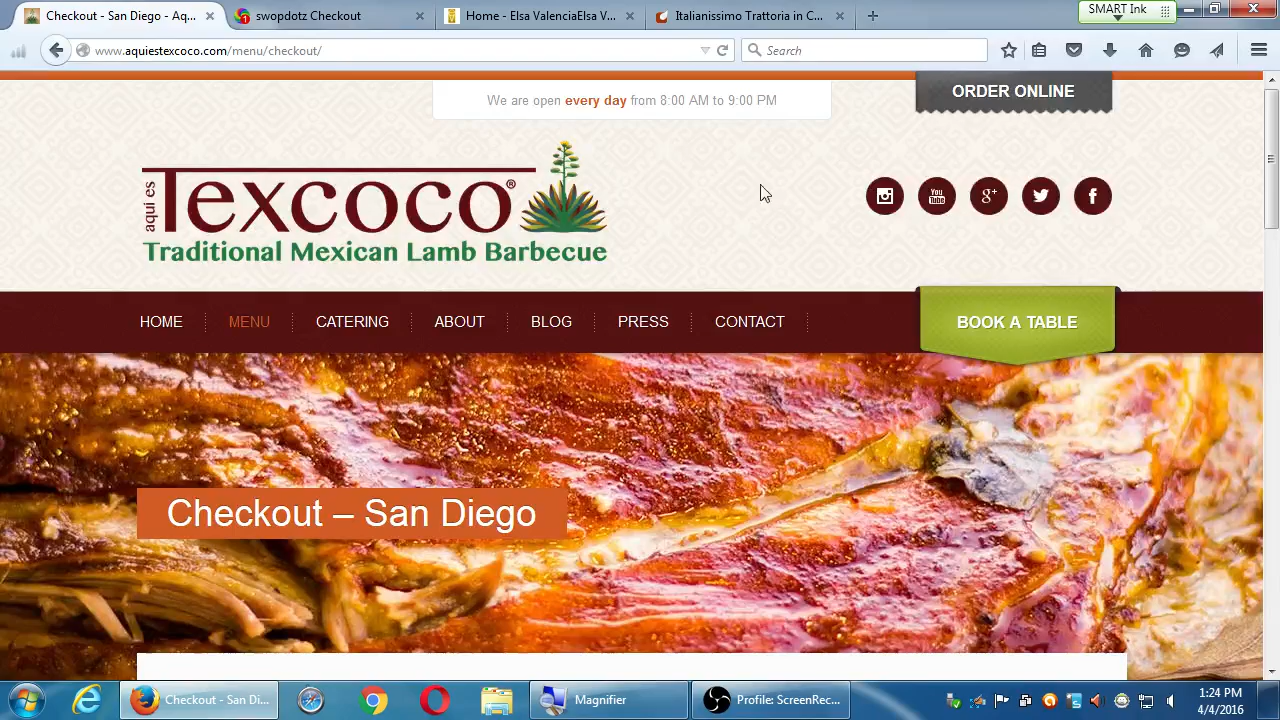 Checkout - San Diego - Aq...
swopdotz Checkout
Home - Elsa ValenciaElsa V...
Italianissimo Trattoria in C...
SMART Ink
www.aquiestexcoco.com/menu/checkout/
Search
We are open every day from 8:00 AM to 9:00 PM
ORDER ONLINE
aqui es Texcoco®
Traditional Mexican Lamb Barbecue
You Tube
g+
f
HOME
MENU
CATERING
ABOUT
BLOG
PRESS
CONTACT
BOOK A TABLE
Checkout – San Diego
Checkout - San Di...
Magnifier
Profile: ScreenRec...
1:24 PM
4/4/2016